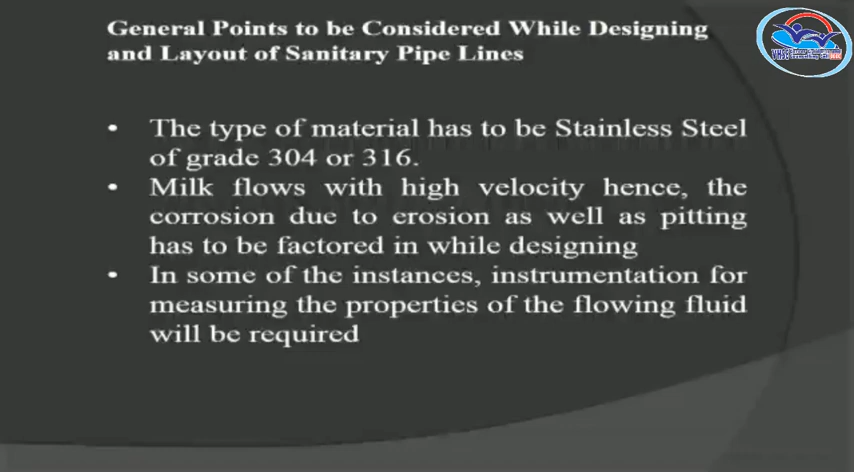 General Points to be Considered While Designing
and Layout of Sanitary Pipe Lines
• The type of material has to be Stainless Steel
of grade 304 or 316.
• Milk flows with high velocity hence, the
corrosion due to erosion as well as pitting
has to be factored in while designing
• In some of the instances, instrumentation for
measuring the properties of the flowing fluid
will be required